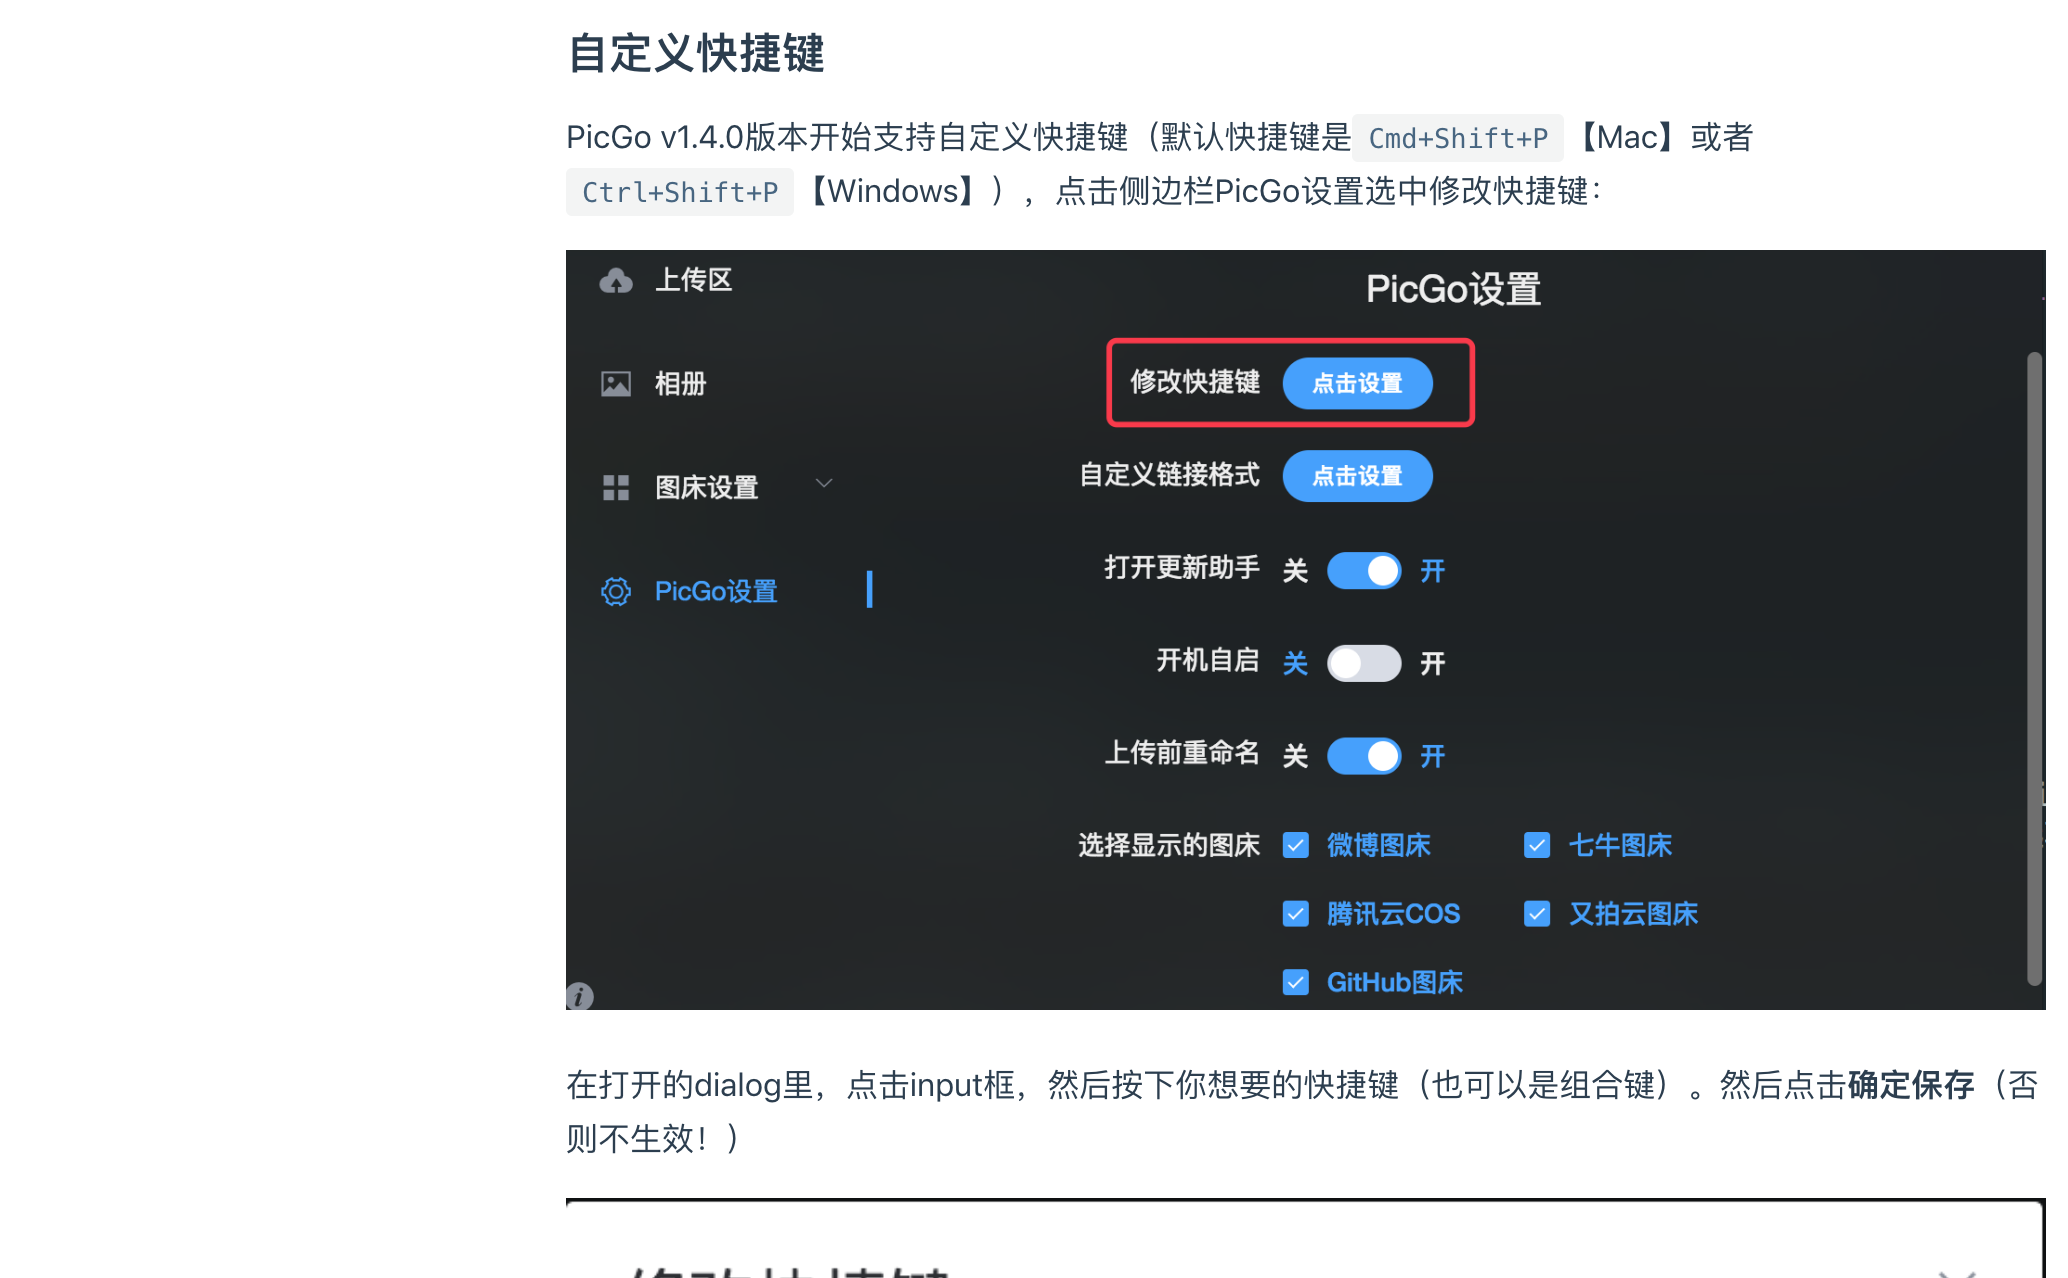 自定义快捷键
PicGo v1.4.0版本开始支持自定义快捷键（默认快捷键是 Cmd+Shift+P 【Mac】或者
Ctrl+Shift+P 【Windows】），点击侧边栏PicGo设置选中修改快捷键：
上传区
PicGo设置
相册
修改快捷键 点击设置
图床设置
自定义链接格式 点击设置
打开更新助手 关 开
PicGo设置
开机自启 关 开
上传前重命名 关 开
选择显示的图床 微博图床 七牛图床
腾讯云COS 又拍云图床
GitHub图床
在打开的dialog里，点击input框，然后按下你想要的快捷键（也可以是组合键）。然后点击确定保存（否
则不生效！）